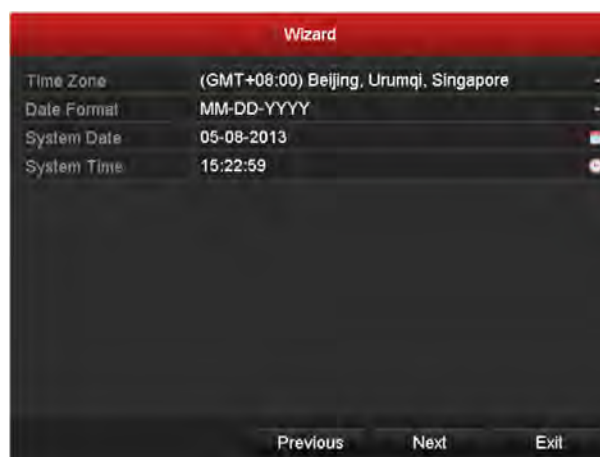 Wizard
Time Zone (GMT+08:00) Beijing, Urumqi, Singapore
Date Format MM-DD-YYYY
System Date 05-08-2013
System Time 15:22:59
Previous Next Exit